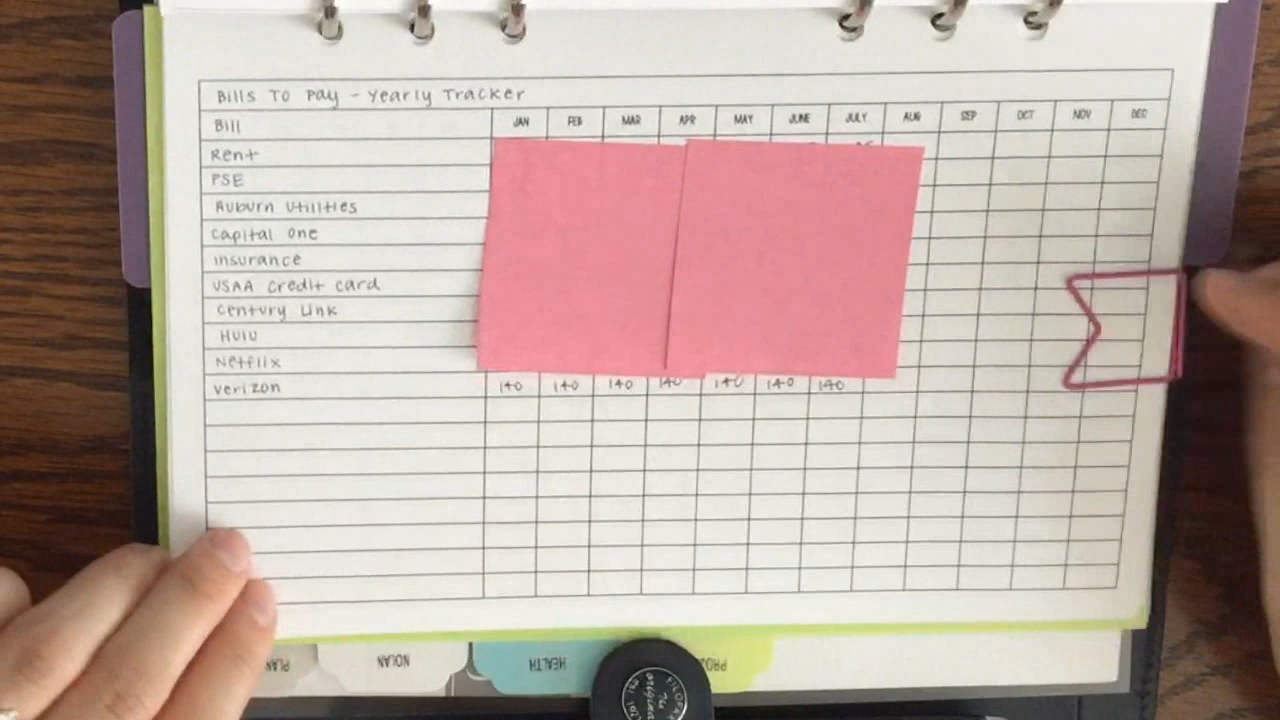 Bills To Pay - Yearly Tracker
Bill JAN FEB MAR APR MAY JUNE JULY AUG SEP OCT NOV DEC
Rent
PSE
Auburn Utilities
Capital One
insurance
USAA credit card
Century Link
Hulu
Netflix
verizon 140 140 140 140 140 140 140
NOLAN
HEALTH